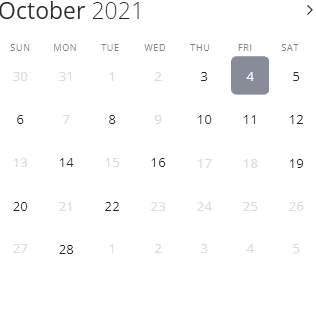 October 2021
SUN MON TUE WED THU FRI SAT
30 31 1 2 3 4 5
6 7 8 9 10 11 12
13 14 15 16 17 18 19
20 21 22 23 24 25 26
27 28 1 2 3 4 5